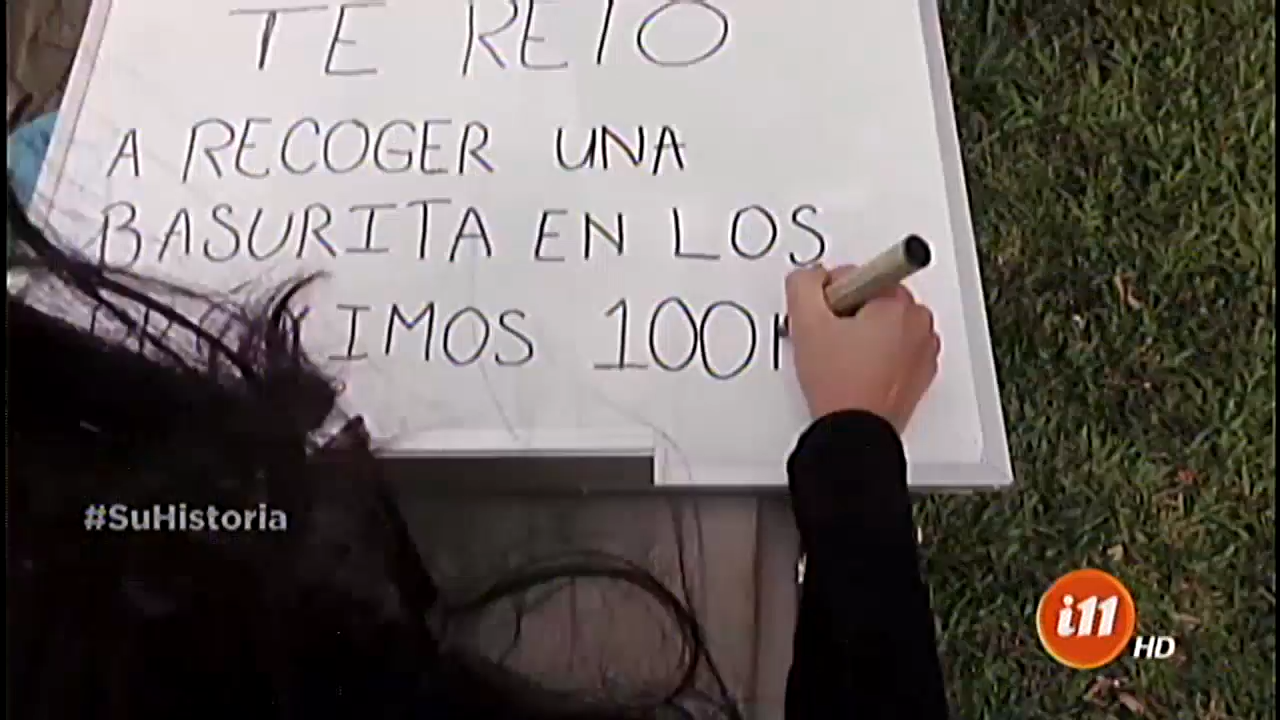 TE RETO
A RECOGER UNA
BASURITA EN LOS
IMOS 100
#SuHistoria
i11
HD